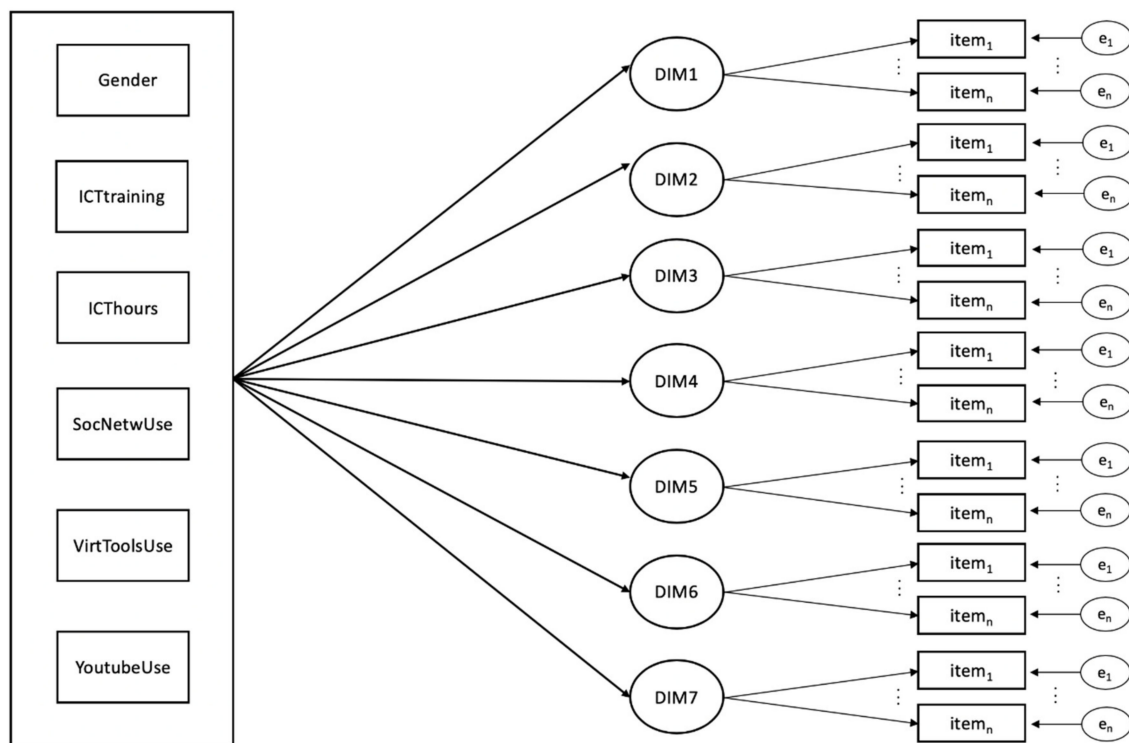 Gender
ICTtraining
ICThours
SocNetwUse
VirtToolsUse
YoutubeUse
DIM1
item₁
e₁
⋮
⋮
itemₙ
eₙ
DIM2
item₁
e₁
⋮
⋮
itemₙ
eₙ
DIM3
item₁
e₁
⋮
⋮
itemₙ
eₙ
DIM4
item₁
e₁
⋮
⋮
itemₙ
eₙ
DIM5
item₁
e₁
⋮
⋮
itemₙ
eₙ
DIM6
item₁
e₁
⋮
⋮
itemₙ
eₙ
DIM7
item₁
e₁
⋮
⋮
itemₙ
eₙ